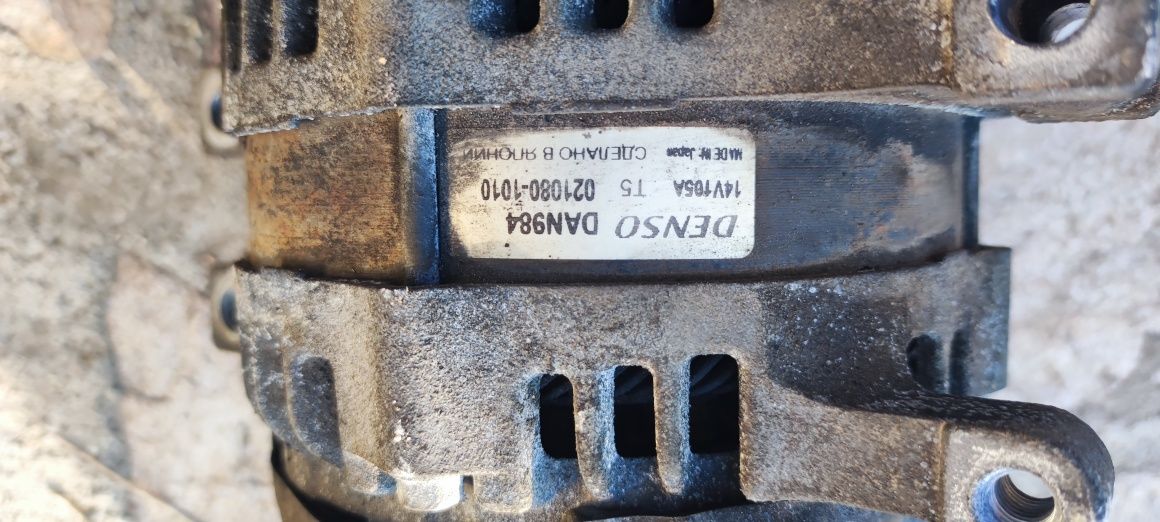 DENSO DAN984
14V105A T5 021080-1010
MADE IN Japan СДЕЛАНО В ЯПОНИИ